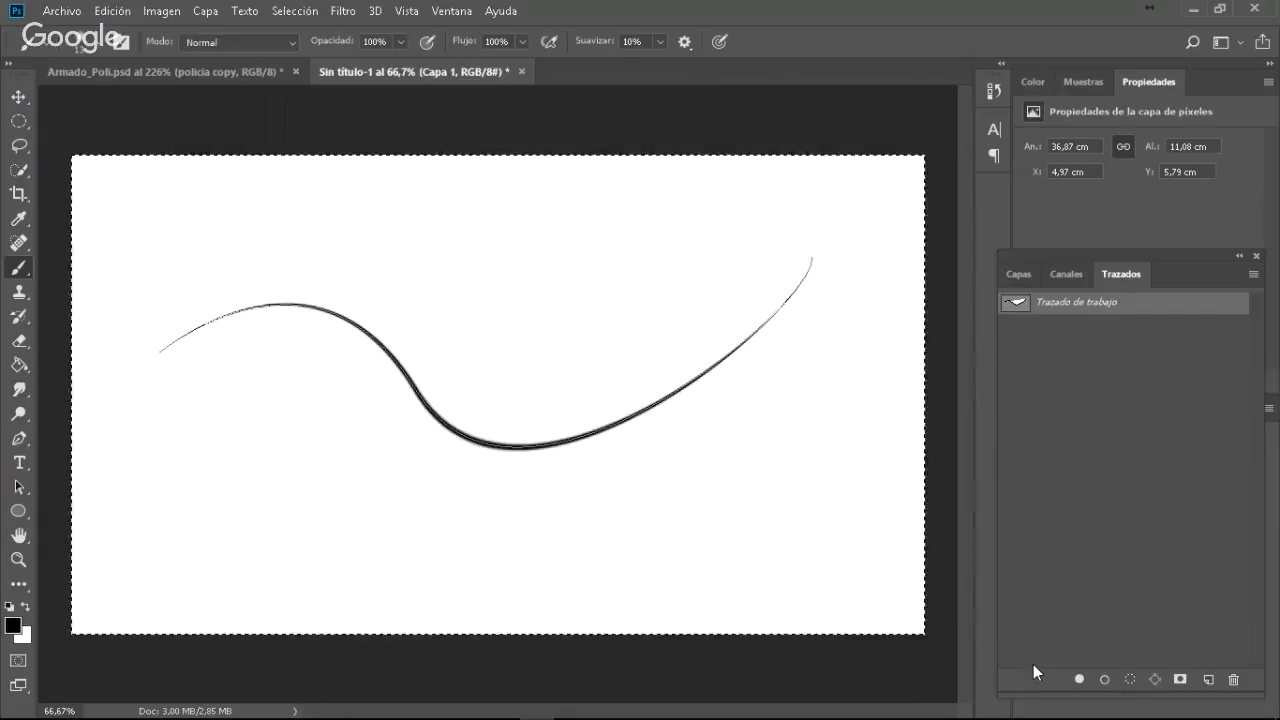 Ps Archivo Edición Imagen Capa Texto Selección Filtro 3D Vista Ventana Ayuda
Google
Modo: Normal Opacidad: 100% Flujo: 100% Suavizar: 10%
Armado_Poli.psd al 226% (policia copy, RGB/8) * × Sin título-1 al 66,7% (Capa 1, RGB/8#) * ×
Color Muestras Propiedades
Propiedades de la capa de píxeles
An.: 36,87 cm Al.: 11,08 cm
X: 4,97 cm Y: 5,79 cm
Capas Canales Trazados
Trazado de trabajo
66,67% Doc: 3,00 MB/2,85 MB